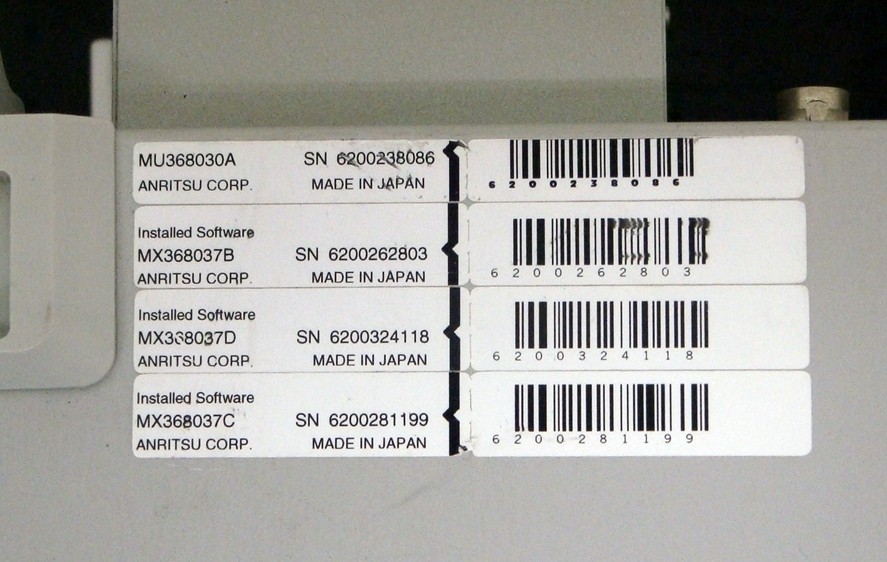 MU368030A SN 6200238086
ANRITSU CORP. MADE IN JAPAN
6200238086
Installed Software
MX368037B SN 6200262803
ANRITSU CORP. MADE IN JAPAN
6200262803
Installed Software
MX368037D SN 6200324118
ANRITSU CORP. MADE IN JAPAN
6200324118
Installed Software
MX368037C SN 6200281199
ANRITSU CORP. MADE IN JAPAN
6200281199